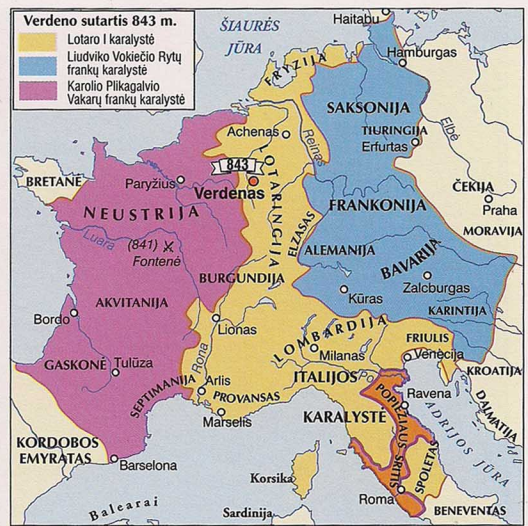 Verdeno sutartis 843 m.
Lotaro I karalystė
Liudviko Vokiečio Rytų
frankų karalystė
Karolio Plikagalvio
Vakarų frankų karalystė
ŠIAURĖS
JŪRA
Haitabu
Hamburgas
FRYZIJA
SAKSONIJA
Elbė
Achenas
Reinas
TIURINGIJA
Erfurtas
LOTARINGIJA
843
Verdenas
BRETANĖ
Paryžius
ČEKIJA
Praha
NEUSTRIJA
FRANKONIJA
MORAVIJA
Luara
(841)
Fontenė
ELZASAS
ALEMANIJA
BAVARIJA
BURGUNDIJA
Kūras
Zalcburgas
AKVITANIJA
KARINTIJA
Bordo
Lionas
LOMBARDIJA
FRIULIS
Rona
Milanas
Venecija
GASKONĖ
Tulūza
ITALIJOS
Po
KROATIJA
SEPTIMANIJA
Arlis
PROVANSAS
Ravena
Marselis
KARALYSTĖ
POPIEŽIAUS SRITIS
ADRIJOS JŪRA
DALMATIJA
KORDOBOS
EMYRATAS
Barselona
Korsika
SPOLETAS
Roma
Balearai
Sardinija
BENEVENTAS